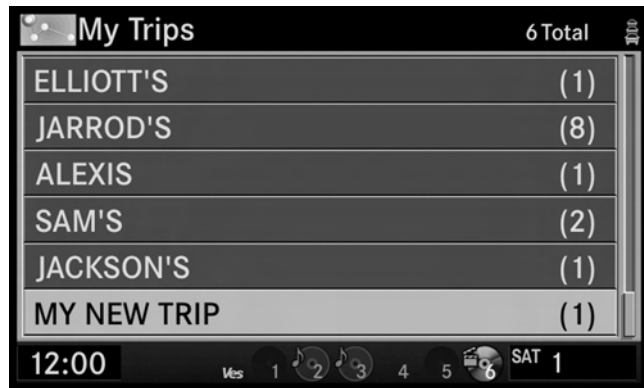 My Trips 6 Total
ELLIOTT'S (1)
JARROD'S (8)
ALEXIS (1)
SAM'S (2)
JACKSON'S (1)
MY NEW TRIP (1)
12:00 Ves 1 2 3 4 5 6 SAT 1